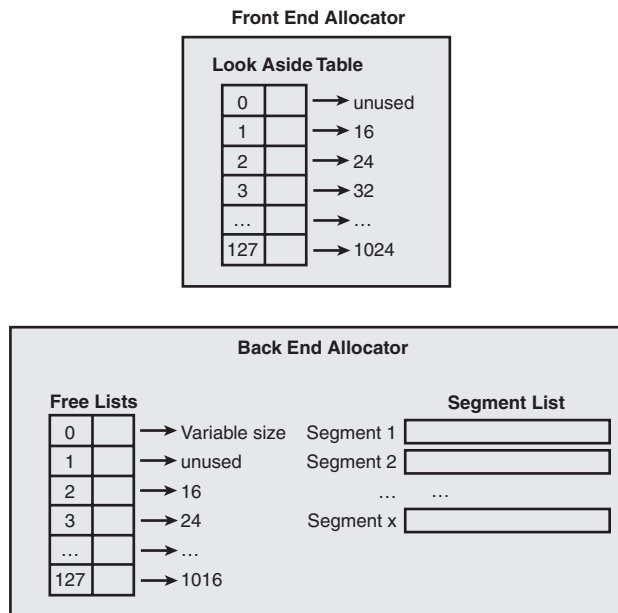 Front End Allocator
Look Aside Table
0 unused
1 16
2 24
3 32
... ...
127 1024
Back End Allocator
Free Lists
0 Variable size
1 unused
2 16
3 24
... ...
127 1016
Segment List
Segment 1
Segment 2
... ...
Segment x